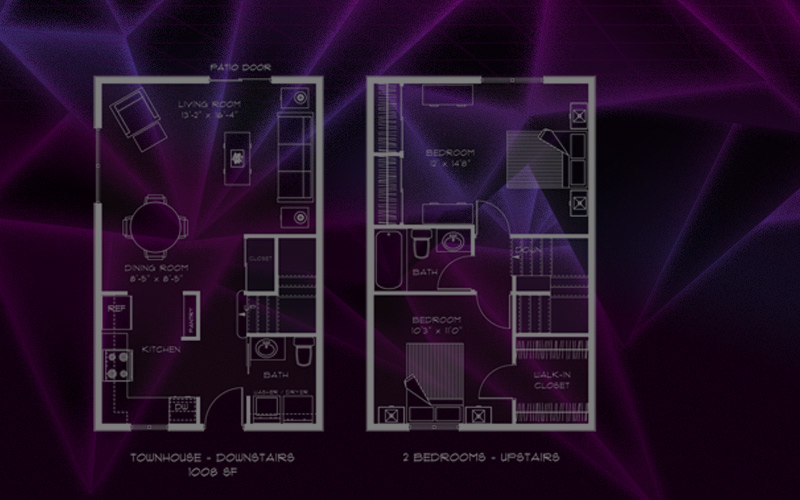 PATIO DOOR
LIVING ROOM
13'-2" x 16'-4"
DINING ROOM
8'-5" x 8'-5"
CLOSET
UP
REF
PANTRY
KITCHEN
BATH
WASHER / DRYER
DW
TOWNHOUSE - DOWNSTAIRS
1008 SF
BEDROOM
12' x 14'8"
BATH
DOWN
BEDROOM
10'3" x 11'0"
WALK-IN
CLOSET
2 BEDROOMS - UPSTAIRS